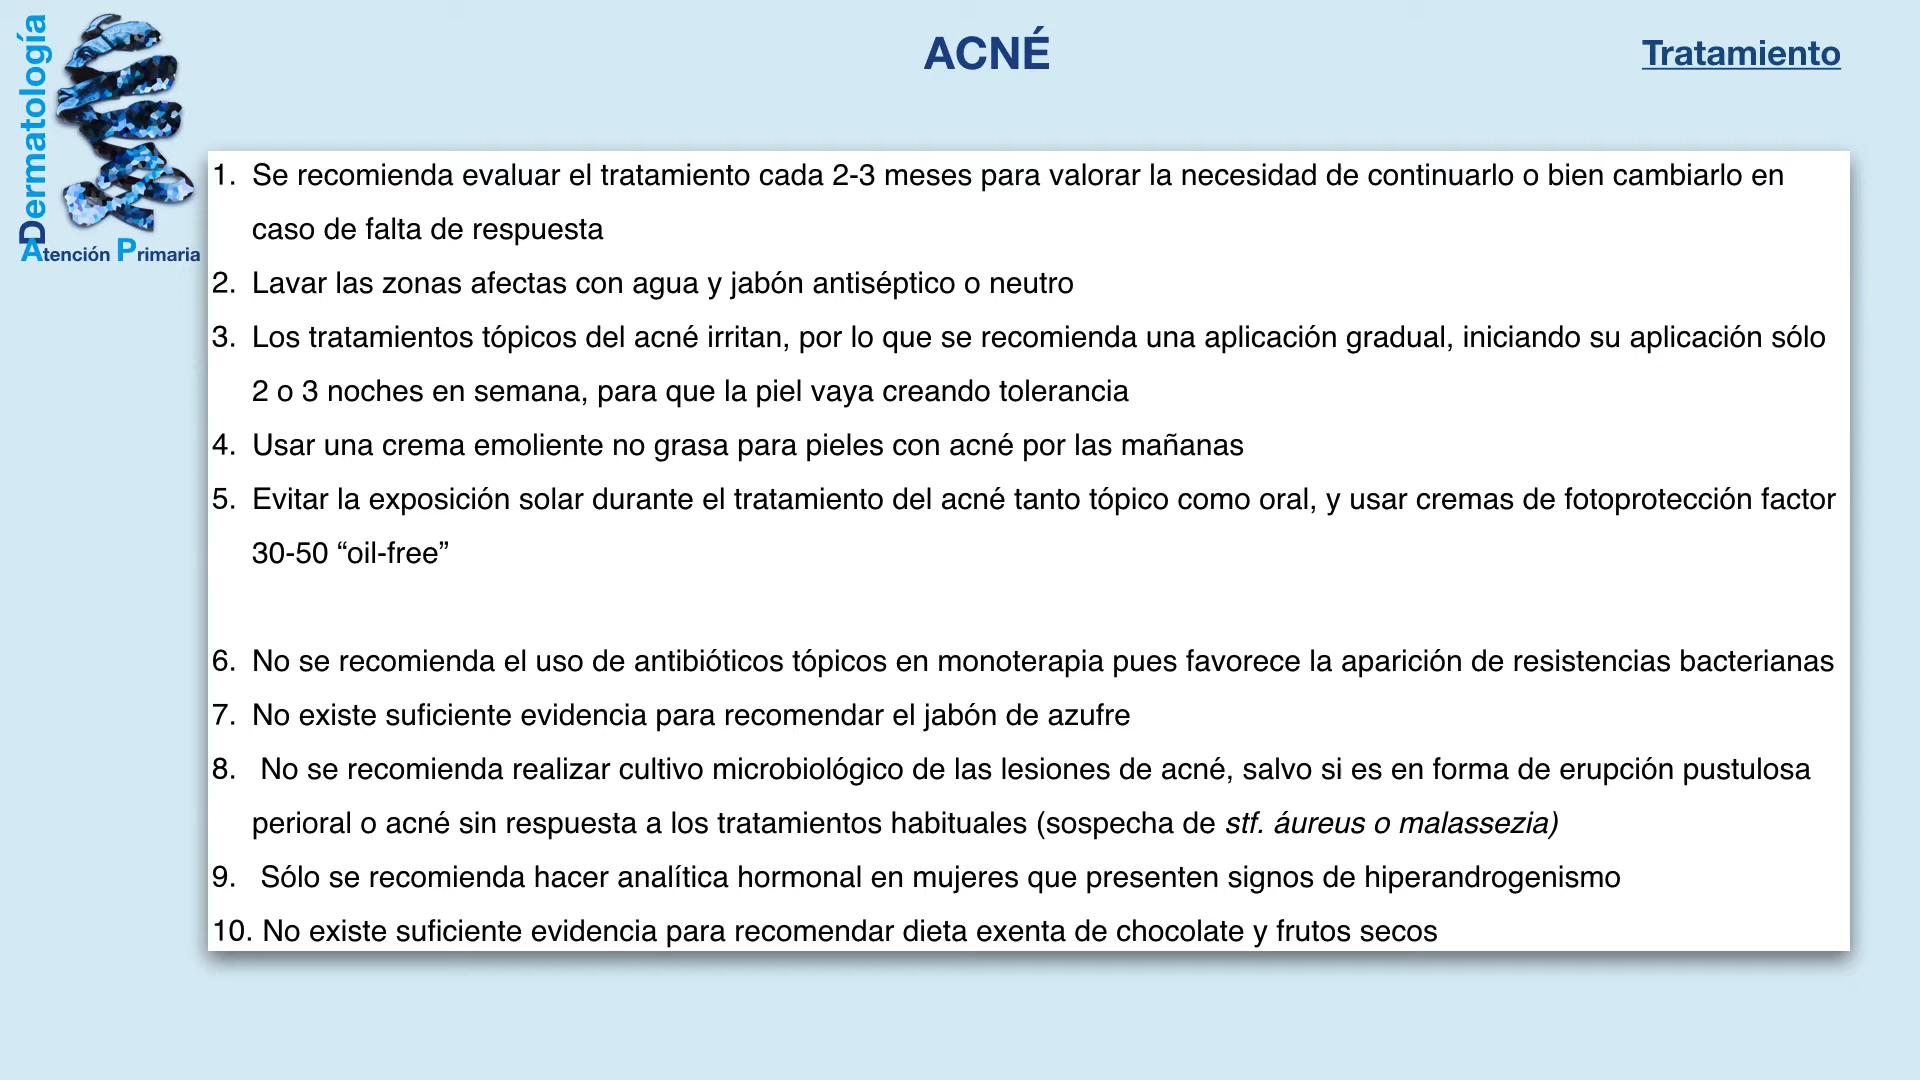 Dermatología
Atención Primaria
ACNÉ
Tratamiento
1. Se recomienda evaluar el tratamiento cada 2-3 meses para valorar la necesidad de continuarlo o bien cambiarlo en
caso de falta de respuesta
2. Lavar las zonas afectas con agua y jabón antiséptico o neutro
3. Los tratamientos tópicos del acné irritan, por lo que se recomienda una aplicación gradual, iniciando su aplicación sólo
2 o 3 noches en semana, para que la piel vaya creando tolerancia
4. Usar una crema emoliente no grasa para pieles con acné por las mañanas
5. Evitar la exposición solar durante el tratamiento del acné tanto tópico como oral, y usar cremas de fotoprotección factor
30-50 “oil-free”
6. No se recomienda el uso de antibióticos tópicos en monoterapia pues favorece la aparición de resistencias bacterianas
7. No existe suficiente evidencia para recomendar el jabón de azufre
8. No se recomienda realizar cultivo microbiológico de las lesiones de acné, salvo si es en forma de erupción pustulosa
perioral o acné sin respuesta a los tratamientos habituales (sospecha de stf. áureus o malassezia)
9. Sólo se recomienda hacer analítica hormonal en mujeres que presenten signos de hiperandrogenismo
10. No existe suficiente evidencia para recomendar dieta exenta de chocolate y frutos secos